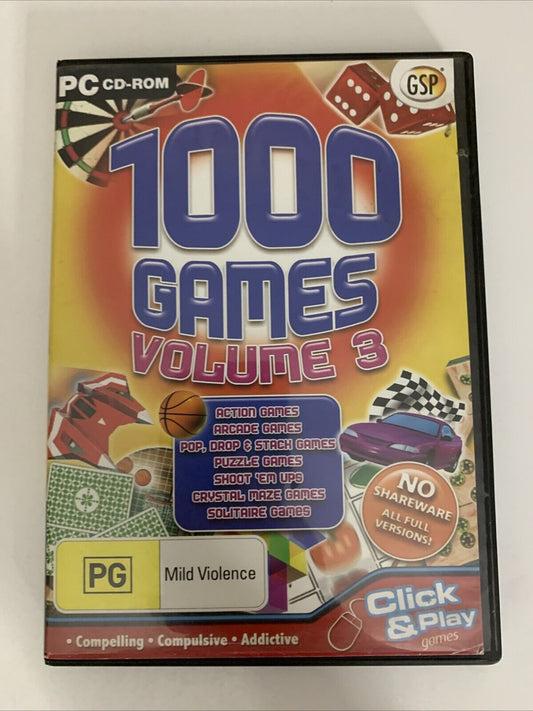 PC CD-ROM
GSP
1000
GAMES
VOLUME 3
ACTION GAMES
ARCADE GAMES
POP, DROP & STACK GAMES
PUZZLE GAMES
SHOOT 'EM UPS
CRYSTAL MAZE GAMES
SOLITAIRE GAMES
NO
SHAREWARE
ALL FULL
VERSIONS!
PG
Mild Violence
Click
& Play
games
• Compelling • Compulsive • Addictive